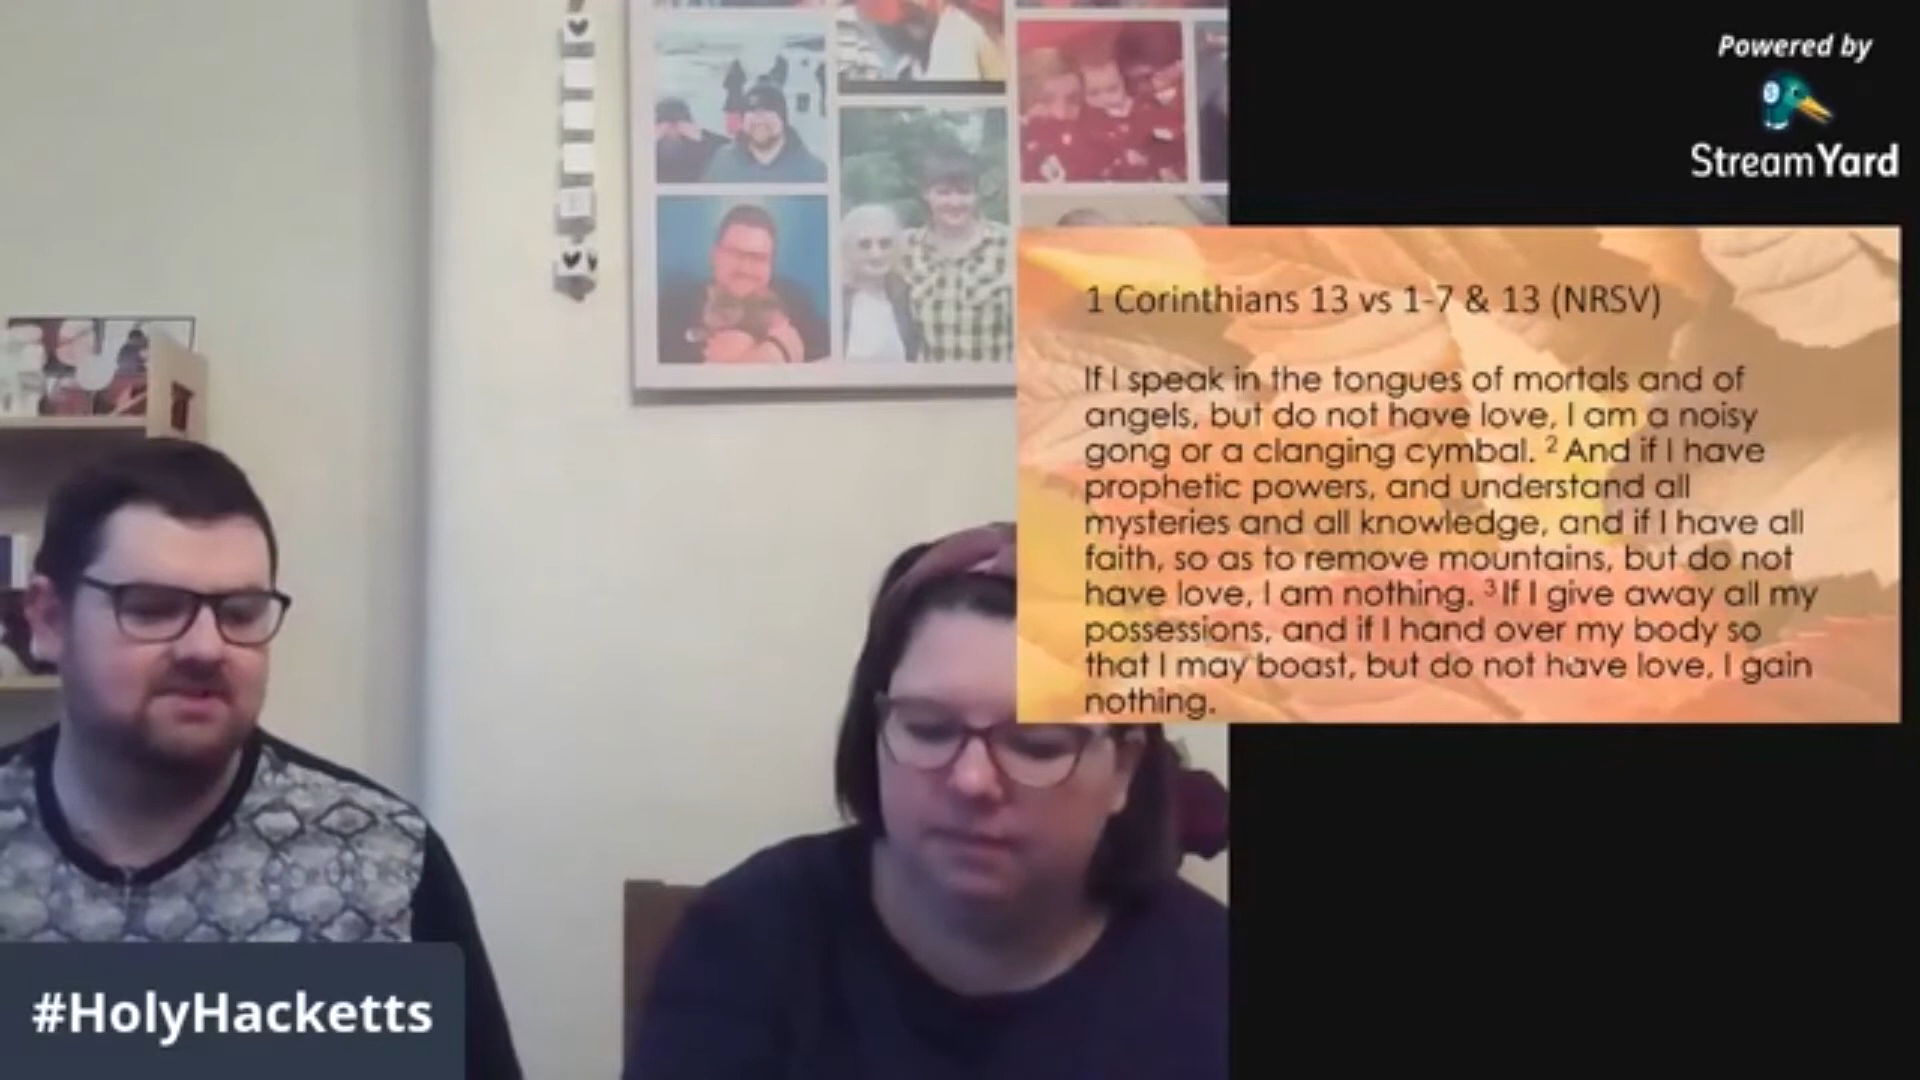 Powered by
StreamYard
1 Corinthians 13 vs 1-7 & 13 (NRSV)
If I speak in the tongues of mortals and of
angels, but do not have love, I am a noisy
gong or a clanging cymbal. ² And if I have
prophetic powers, and understand all
mysteries and all knowledge, and if I have all
faith, so as to remove mountains, but do not
have love, I am nothing. ³ If I give away all my
possessions, and if I hand over my body so
that I may boast, but do not have love, I gain
nothing.
#HolyHacketts